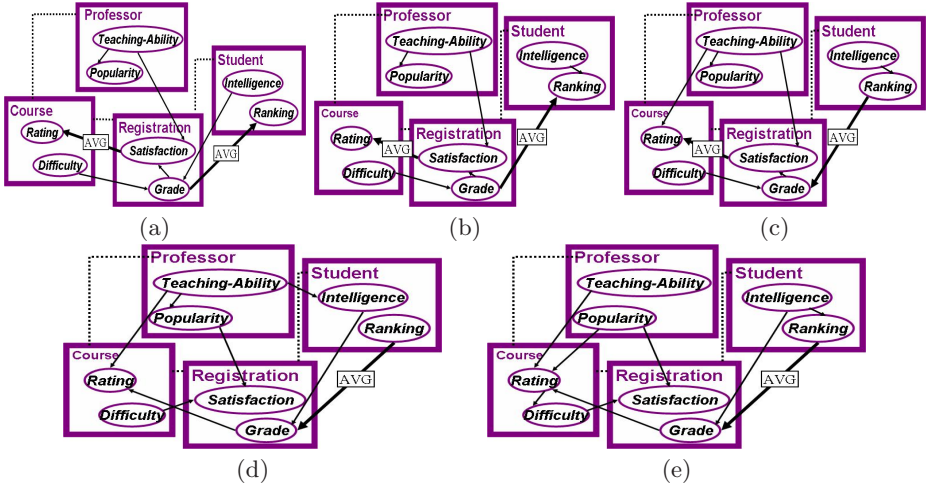 Professor
Teaching-Ability
Popularity
Student
Intelligence
Ranking
Course
Rating
Difficulty
AVG
Registration
Satisfaction
Grade
AVG
(a)
Professor
Teaching-Ability
Popularity
Student
Intelligence
Ranking
Course
Rating
Difficulty
AVG
Registration
Satisfaction
Grade
AVG
(b)
Professor
Teaching-Ability
Popularity
Student
Intelligence
Ranking
Course
Rating
Difficulty
AVG
Registration
Satisfaction
Grade
AVG
(c)
Professor
Teaching-Ability
Popularity
Student
Intelligence
Ranking
Course
Rating
Difficulty
Registration
Satisfaction
Grade
AVG
(d)
Professor
Teaching-Ability
Popularity
Student
Intelligence
Ranking
Course
Rating
Difficulty
Registration
Satisfaction
Grade
AVG
(e)